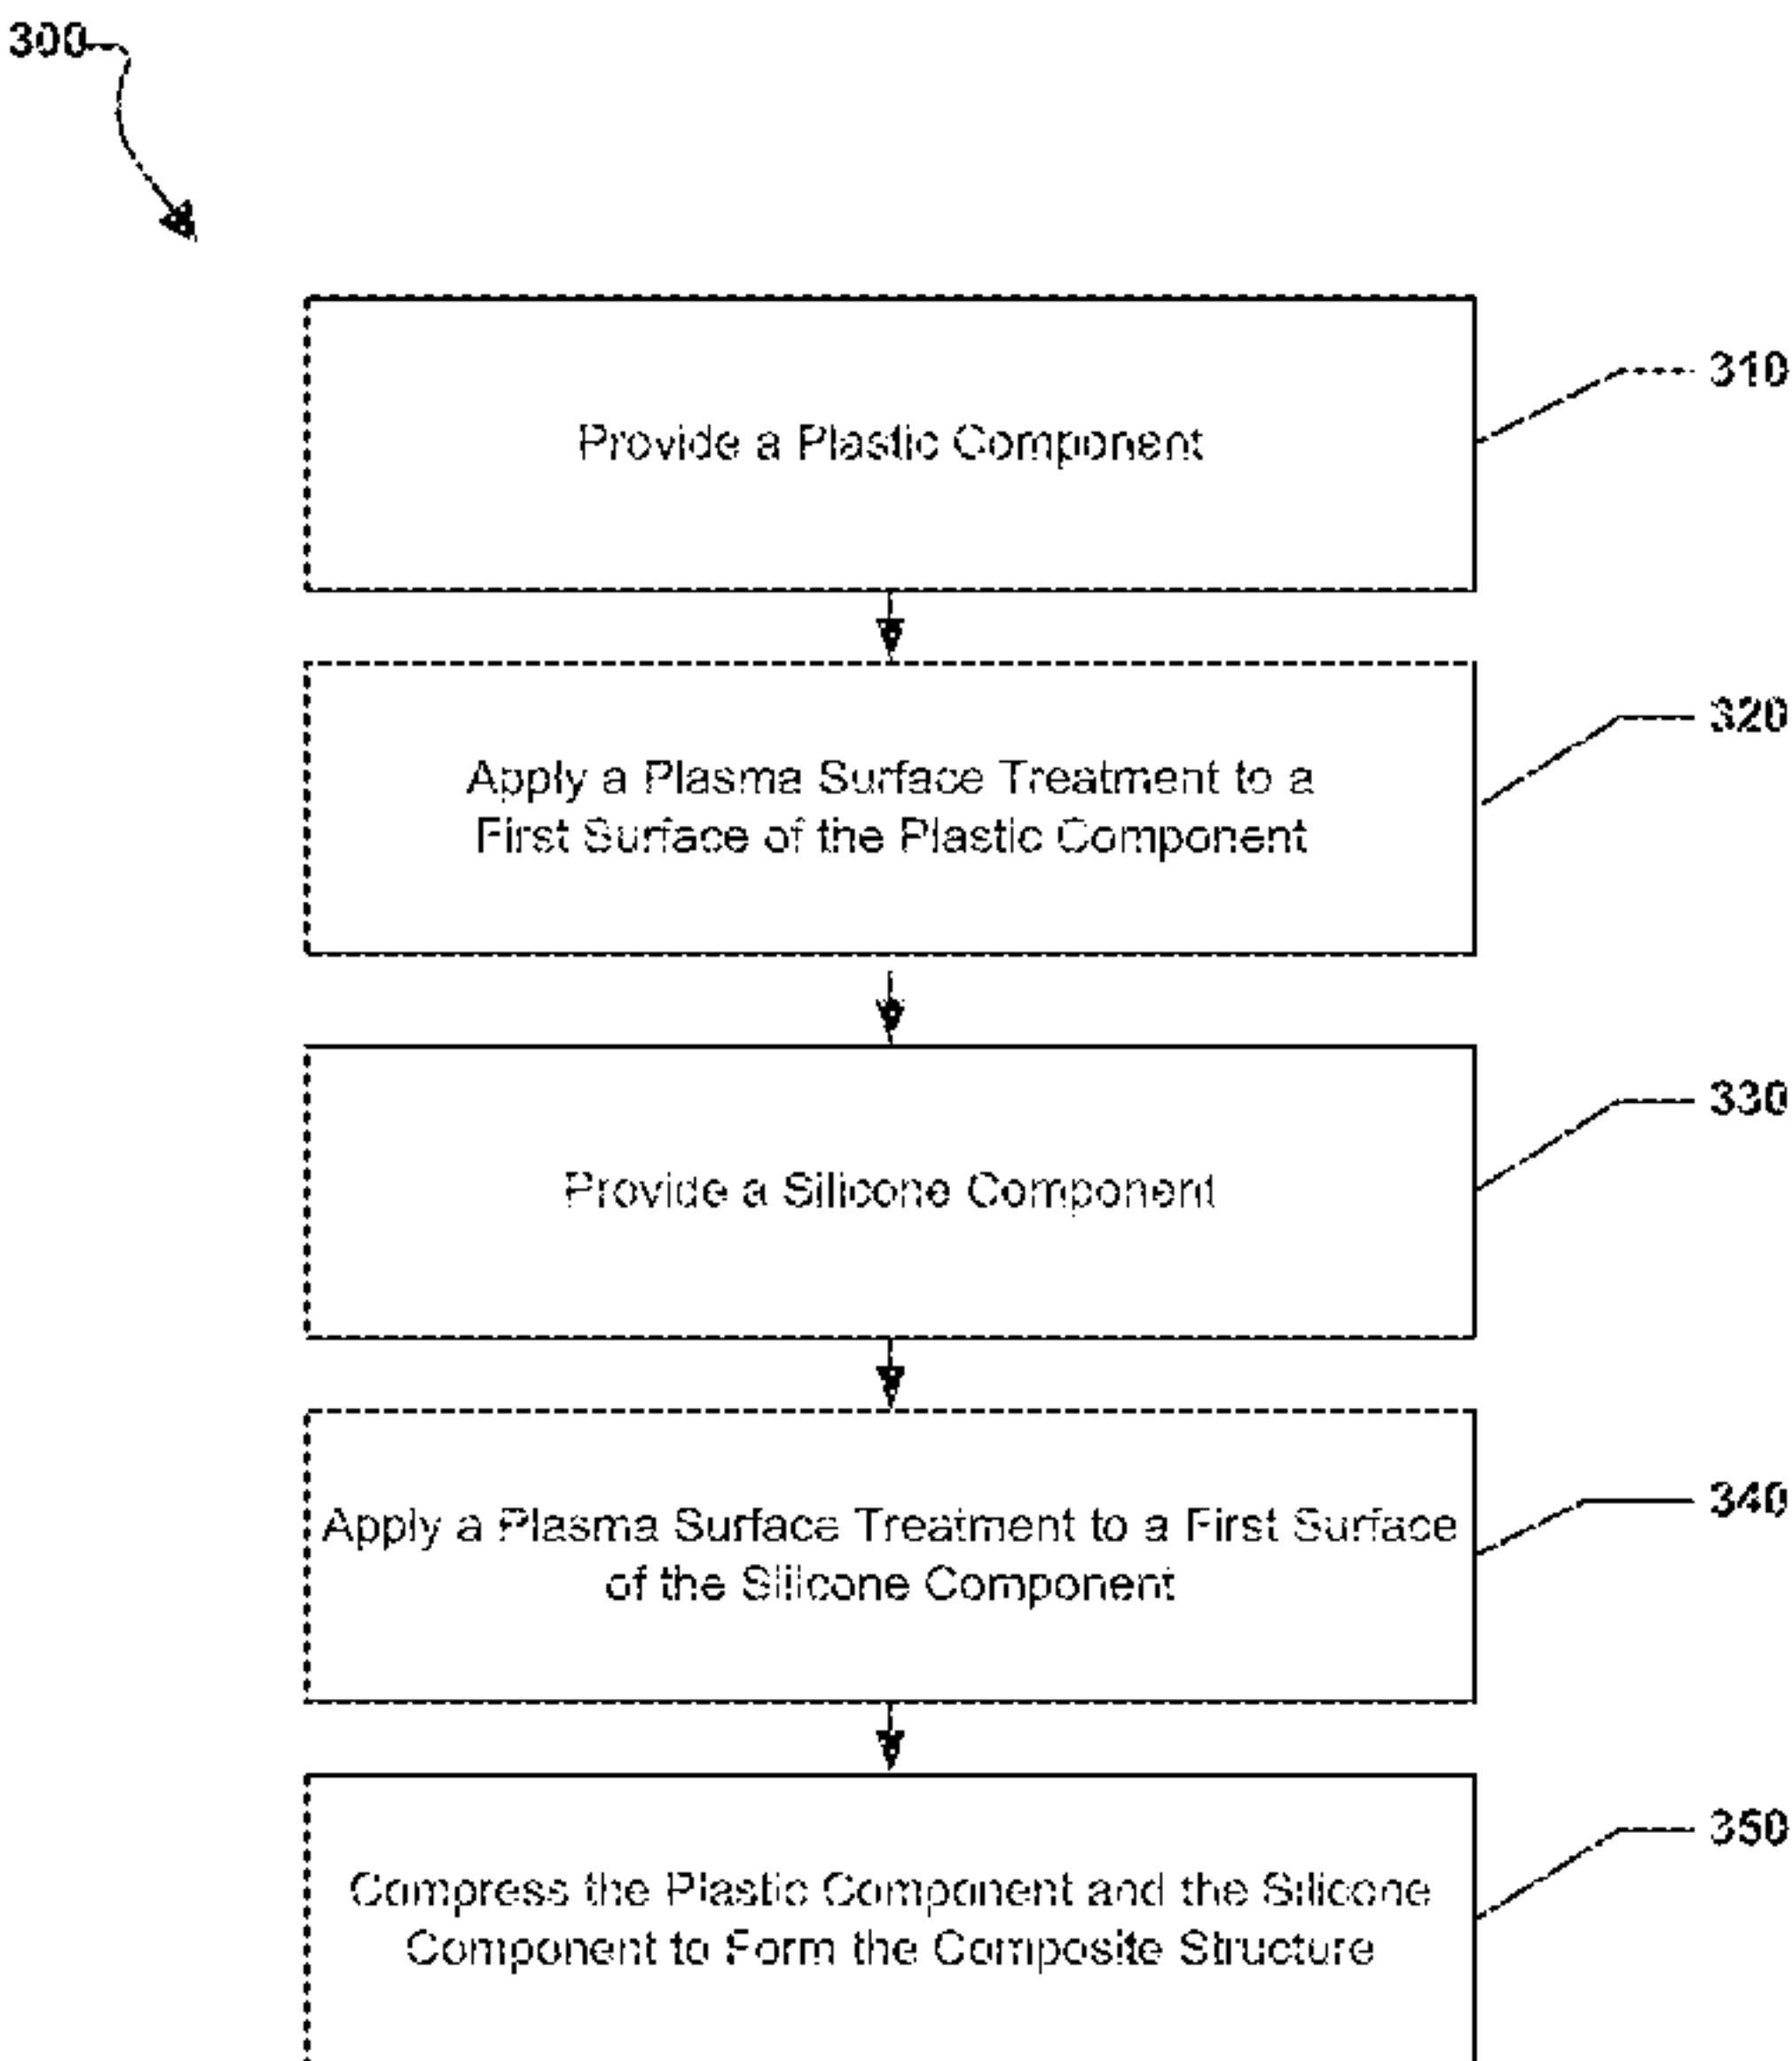 300
Provide a Plastic Component
310
Apply a Plasma Surface Treatment to a
First Surface of the Plastic Component
320
Provide a Silicone Component
330
Apply a Plasma Surface Treatment to a First Surface
of the Silicone Component
340
Compress the Plastic Component and the Silicone
Component to Form the Composite Structure
350